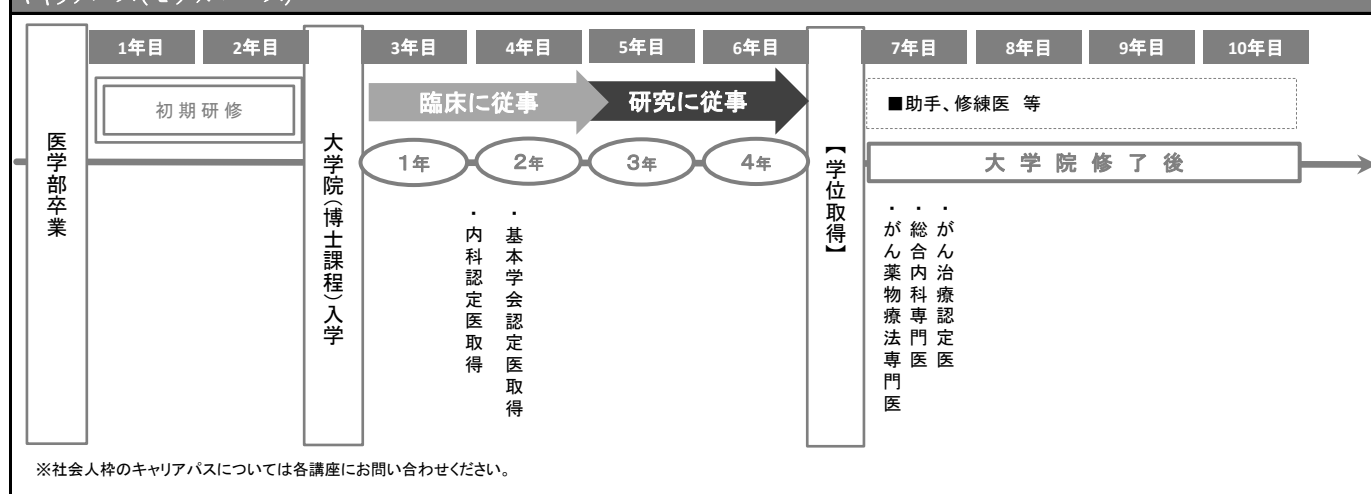 1年目 2年目 3年目 4年目 5年目 6年目 7年目 8年目 9年目 10年目
医学部卒業
初期研修
大学院(博士課程)入学
臨床に従事
研究に従事
1年 2年 3年 4年
・内科認定医取得
・基本学会認定医取得
【学位取得】
■助手、修練医 等
大学院修了後
・がん治療認定医
・総合内科専門医
・がん薬物療法専門医
※社会人枠のキャリアパスについては各講座にお問い合わせください。